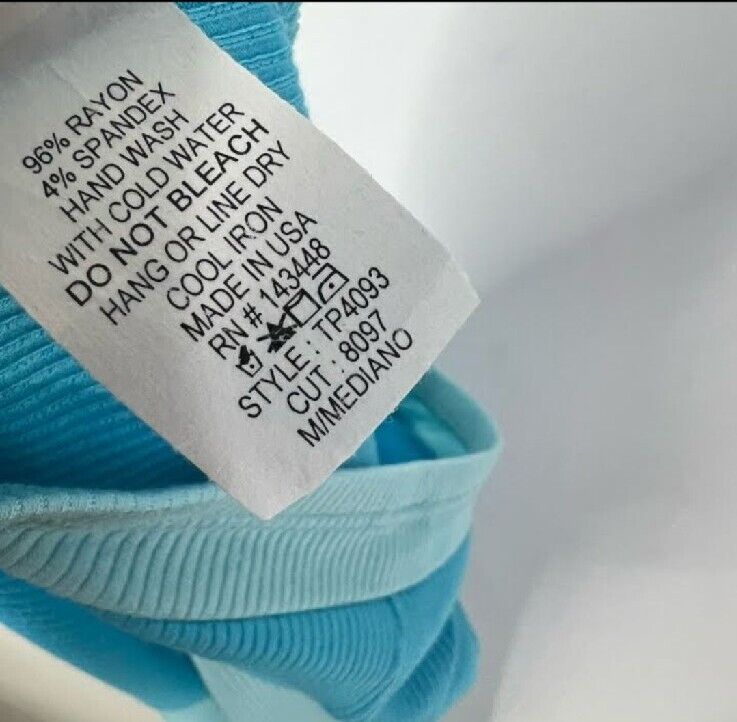 96% RAYON
4% SPANDEX
HAND WASH
WITH COLD WATER
DO NOT BLEACH
HANG OR LINE DRY
COOL IRON
MADE IN USA
RN # 143448
STYLE : TP4093
CUT : 8097
M/MEDIANO